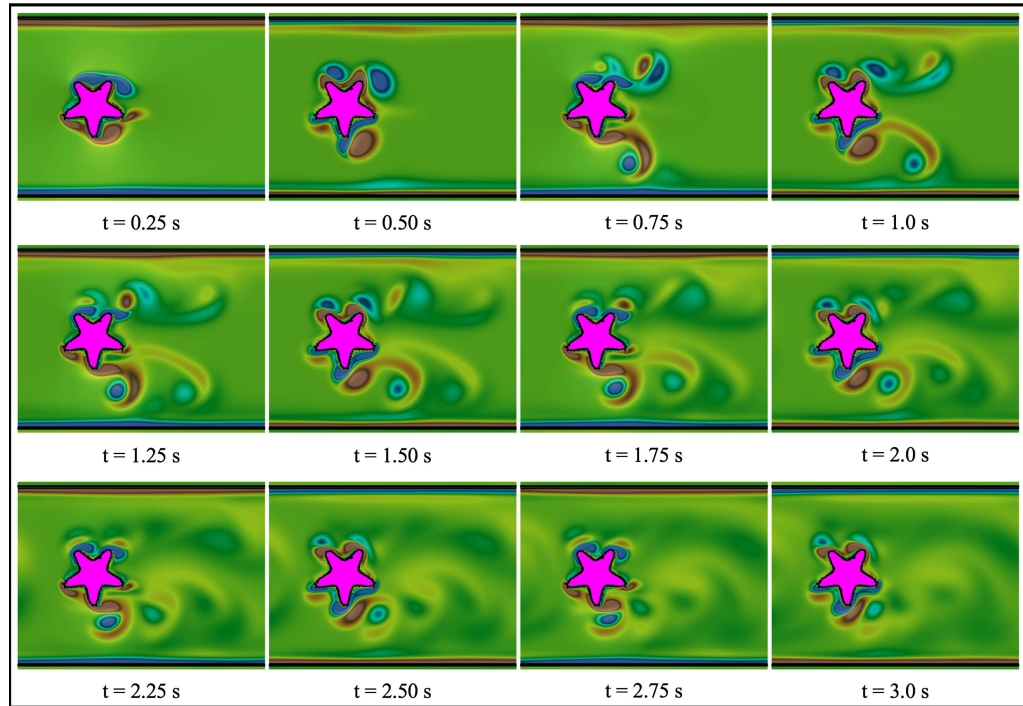 t = 0.25 s
t = 0.50 s
t = 0.75 s
t = 1.0 s
t = 1.25 s
t = 1.50 s
t = 1.75 s
t = 2.0 s
t = 2.25 s
t = 2.50 s
t = 2.75 s
t = 3.0 s